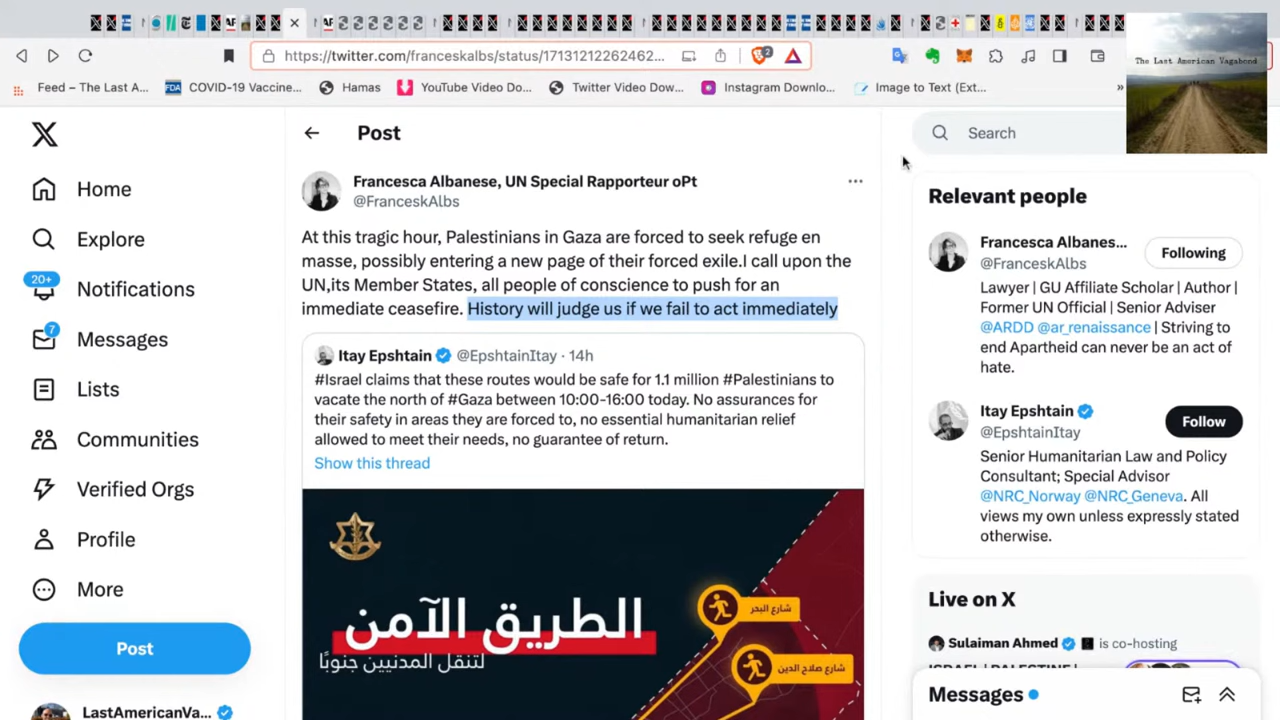 The Last American Vagabond
https://twitter.com/franceskalbs/status/17131212262462...
2
Feed – The Last A...
COVID-19 Vaccine...
Hamas
YouTube Video Do...
Twitter Video Dow...
Instagram Downlo...
Image to Text (Ext...
»
Post
Search
Home
Explore
20+
Notifications
7
Messages
Lists
Communities
Verified Orgs
Profile
More
Post
LastAmericanVa...
Francesca Albanese, UN Special Rapporteur oPt
@FranceskAlbs
At this tragic hour, Palestinians in Gaza are forced to seek refuge en
masse, possibly entering a new page of their forced exile.I call upon the
UN,its Member States, all people of conscience to push for an
immediate ceasefire. History will judge us if we fail to act immediately
Itay Epshtain @EpshtainItay · 14h
#Israel claims that these routes would be safe for 1.1 million #Palestinians to
vacate the north of #Gaza between 10:00-16:00 today. No assurances for
their safety in areas they are forced to, no essential humanitarian relief
allowed to meet their needs, no guarantee of return.
Show this thread
الطريق الآمن
لتنقل المدنيين جنوبًا
شارع البحر
شارع صلاح الدين
Relevant people
Francesca Albanes...
@FranceskAlbs
Following
Lawyer | GU Affiliate Scholar | Author |
Former UN Official | Senior Adviser
@ARDD @ar_renaissance | Striving to
end Apartheid can never be an act of
hate.
Itay Epshtain
@EpshtainItay
Follow
Senior Humanitarian Law and Policy
Consultant; Special Advisor
@NRC_Norway @NRC_Geneva. All
views my own unless expressly stated
otherwise.
Live on X
Sulaiman Ahmed is co-hosting
Messages